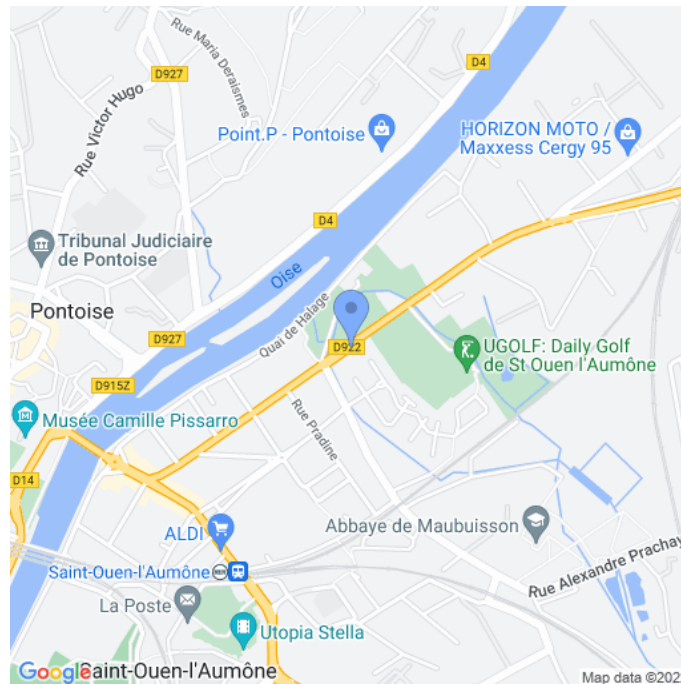 D4
Rue Maria Deraismes
D927
Rue Victor Hugo
Point.P - Pontoise
HORIZON MOTO /
Maxxess Cergy 95
D4
Tribunal Judiciaire
de Pontoise
Oise
Pontoise
Quai de Halage
D927
D922
UGOLF: Daily Golf
de St Ouen l'Aumône
D915Z
Musée Camille Pissarro
Rue Pradine
D14
ALDI
Abbaye de Maubuisson
Saint-Ouen-l'Aumône
RER
Rue Alexandre Prachay
La Poste
Utopia Stella
Google
Saint-Ouen-l'Aumône
Map data ©202